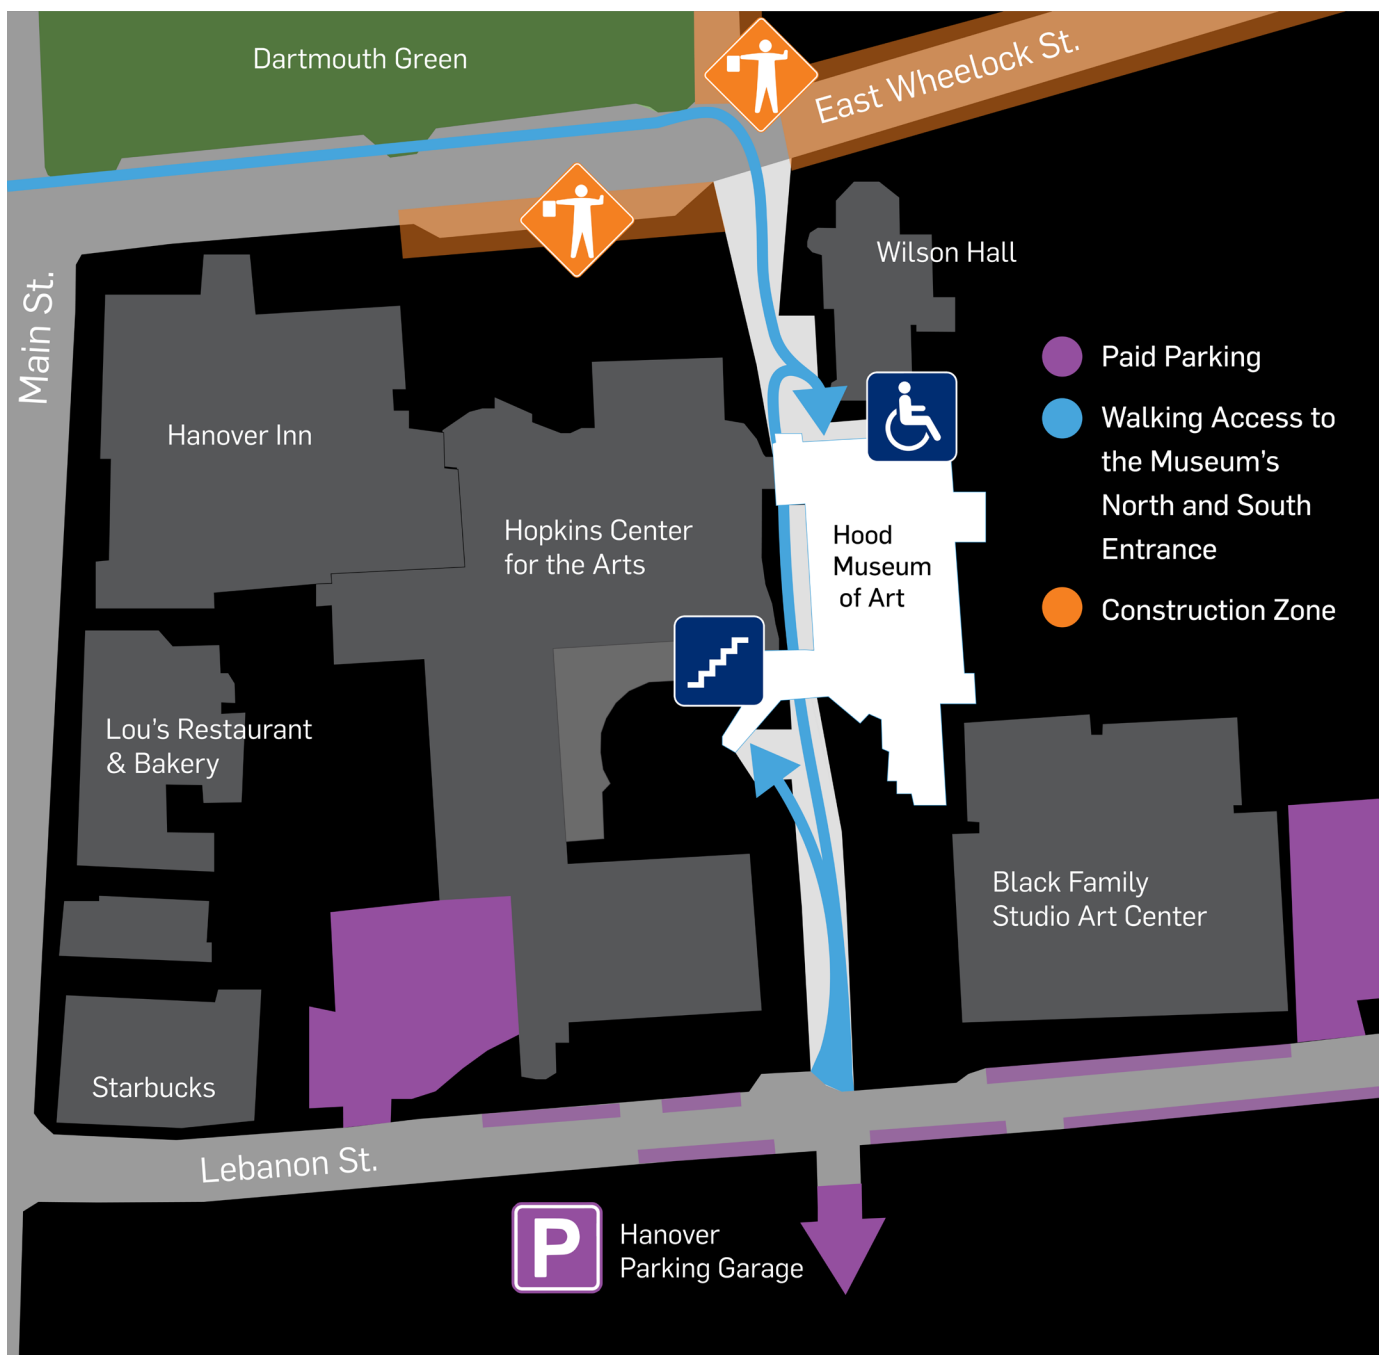 Dartmouth Green
East Wheelock St.
Wilson Hall
Main St.
Paid Parking
Walking Access to
the Museum's
North and South
Entrance
Construction Zone
Hanover Inn
Hopkins Center
for the Arts
Hood
Museum
of Art
Lou's Restaurant
& Bakery
Black Family
Studio Art Center
Starbucks
Lebanon St.
P
Hanover
Parking Garage